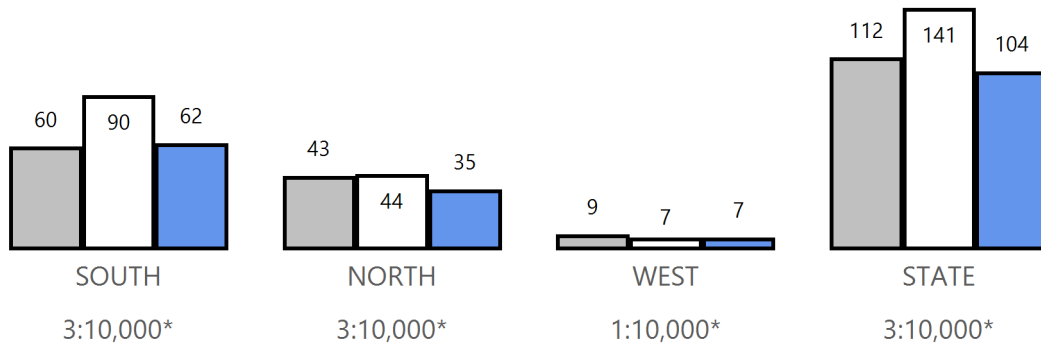 60 90 62
43 44 35
9 7 7
112 141 104
SOUTH NORTH WEST STATE
3:10,000* 3:10,000* 1:10,000* 3:10,000*